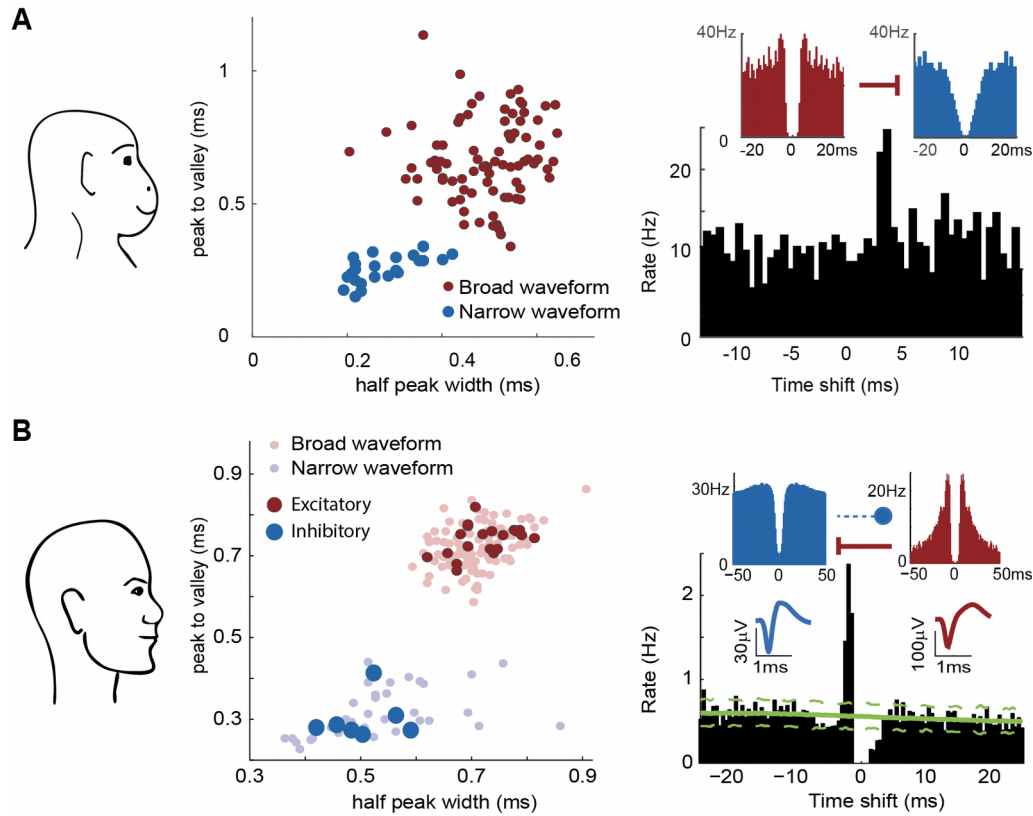 A
peak to valley (ms)
1
0.5
1
0
0.2
0.4
0.6
half peak width (ms)
Broad waveform
Narrow waveform
40Hz
0
-20 0 20ms
40Hz
-20 0 20ms
Rate (Hz)
20
10
0
-10 -5 0 5 10
Time shift (ms)
B
peak to valley (ms)
0.9
0.7
0.5
0.3
Broad waveform
Narrow waveform
Excitatory
Inhibitory
0.3 0.5 0.7 0.9
half peak width (ms)
30Hz
0
−50 0 50
20Hz
0
−50 0 50ms
30μV
1ms
100μV
1ms
Rate (Hz)
2
1
0
−20 −10 0 10 20
Time shift (ms)